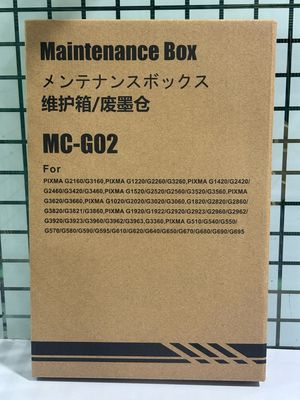 Maintenance Box
メンテナンスボックス
维护箱/废墨仓
MC-G02
For
PIXMA G2160/G3160,PIXMA G1220/G2260/G3260,PIXMA G1420/G2420/
G2460/G3420/G3460,PIXMA G1520/G2520/G2560/G3520/G3560,PIXMA
G3620/G3660,PIXMA G1020/G2020/G3020/G3060,G1820/G2820/G2860/
G3820/G3821/G3860,PIXMA G1920/G1922/G2920/G2923/G2960/G2962/
G3920/G3923/G3960/G3962/G3963,G3360,PIXMA G510/G540/G550/
G570/G580/G590/G595/G610/G620/G640/G650/G670/G680/G690/G695